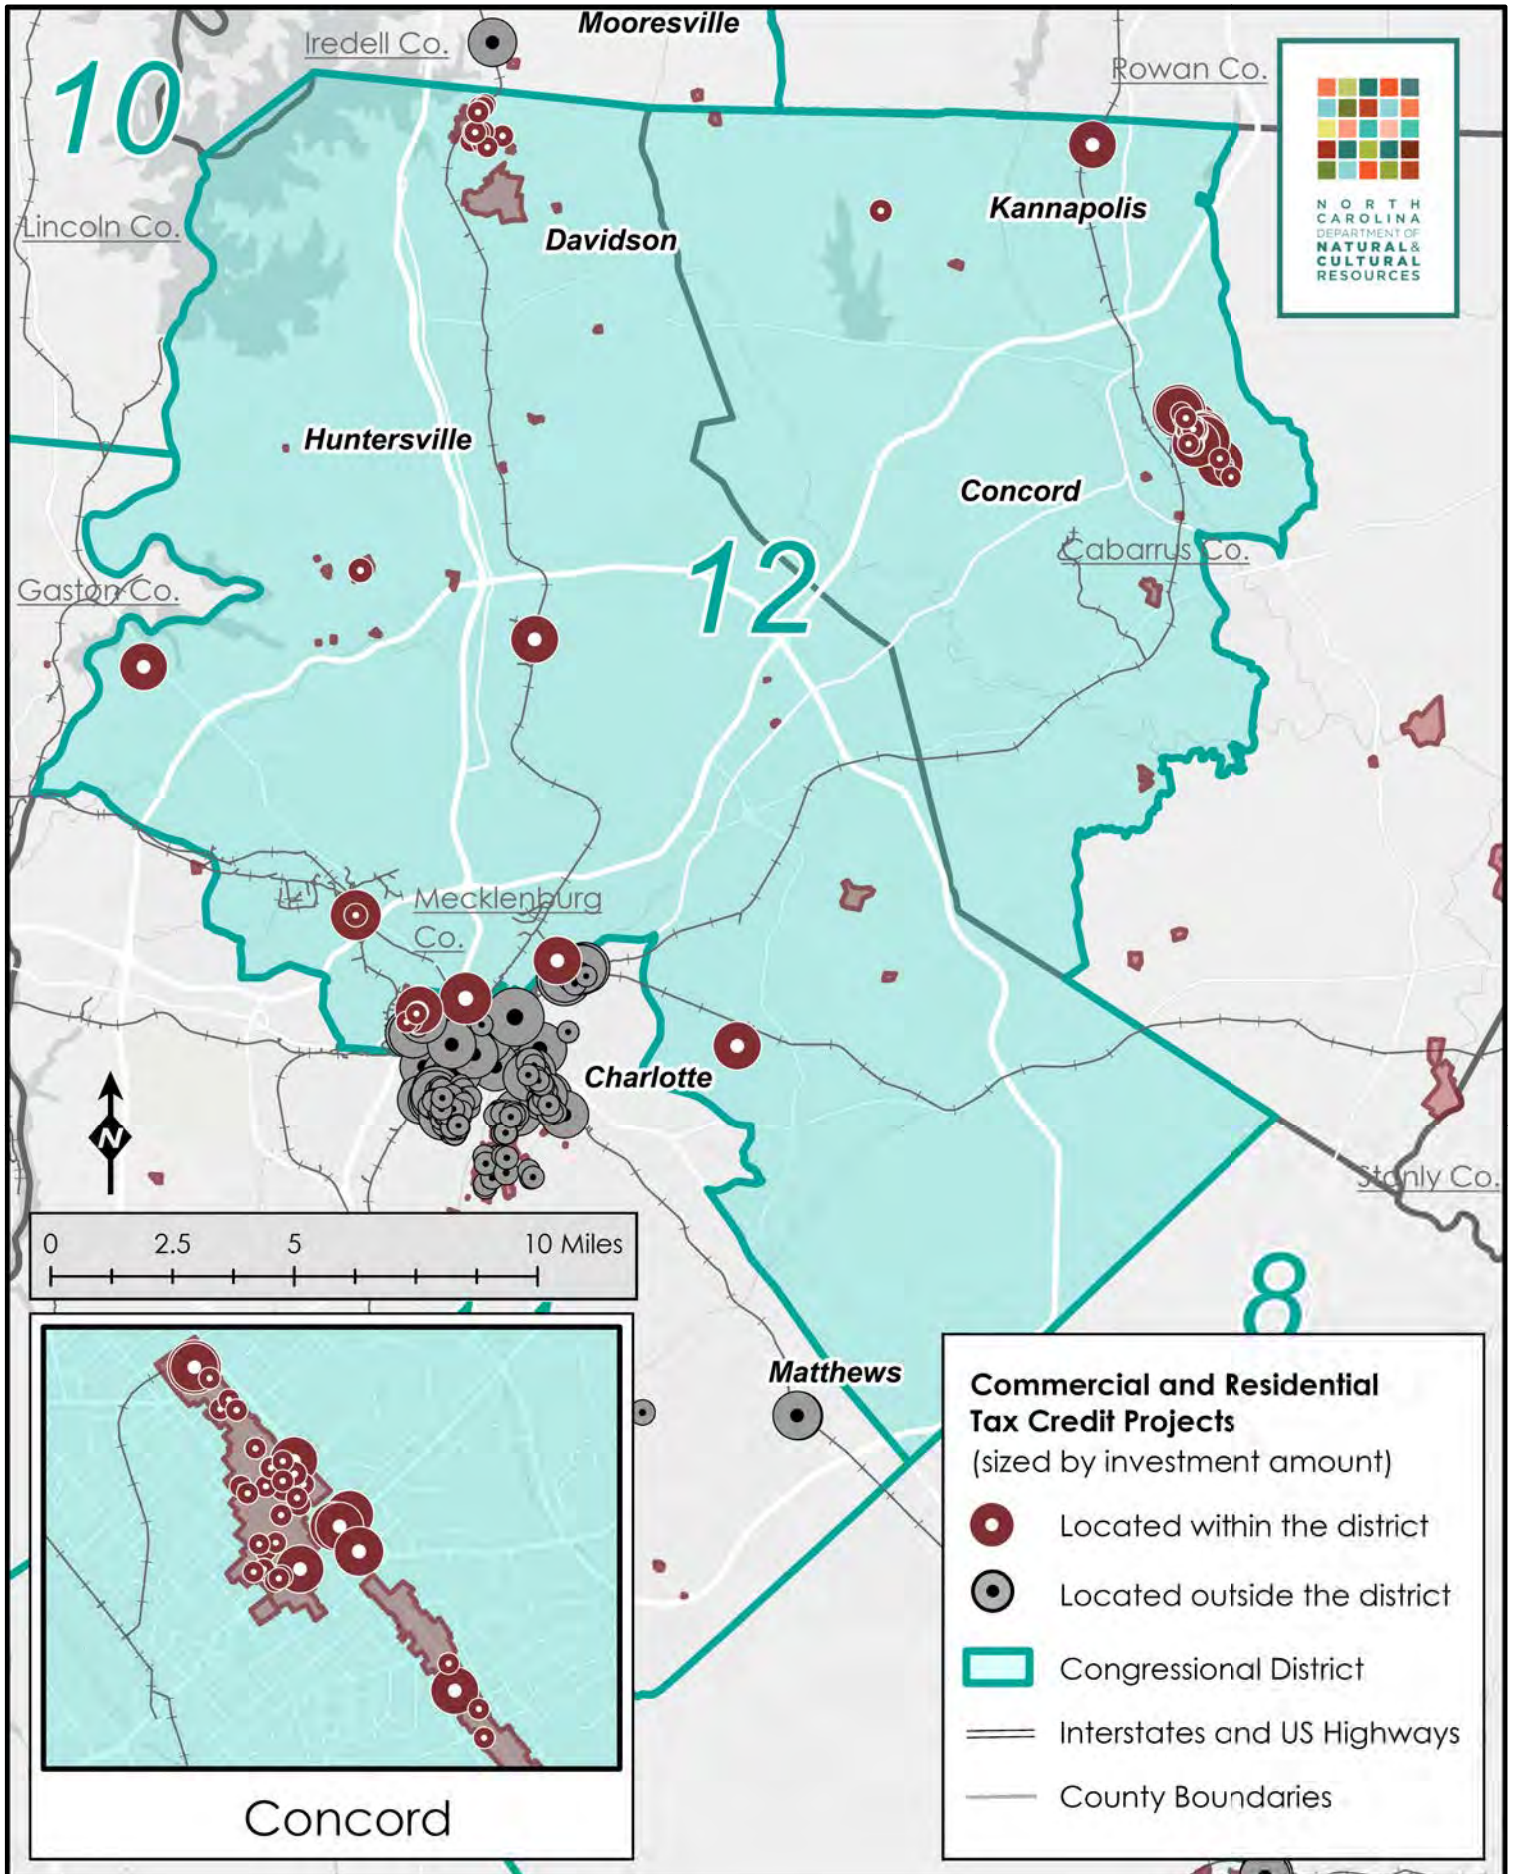 Mooresville
Iredell Co.
Rowan Co.
10
NORTH
CAROLINA
DEPARTMENT OF
NATURAL &
CULTURAL
RESOURCES
Kannapolis
Lincoln Co.
Davidson
Huntersville
Concord
Cabarrus Co.
12
Gaston Co.
Mecklenburg
Co.
Charlotte
N
Stanly Co.
0 2.5 5 10 Miles
8
Matthews
Commercial and Residential
Tax Credit Projects
(sized by investment amount)
Located within the district
Located outside the district
Congressional District
Interstates and US Highways
County Boundaries
Concord